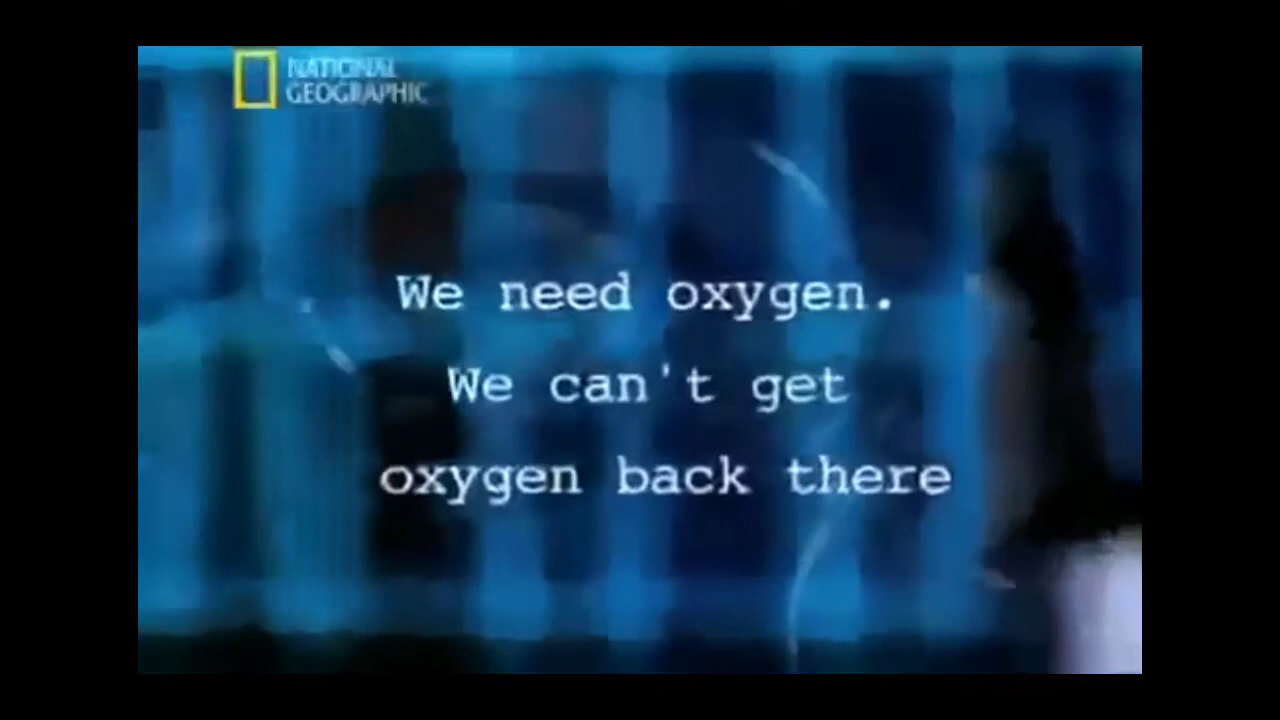 NATIONAL
GEOGRAPHIC
We need oxygen.
We can't get
oxygen back there